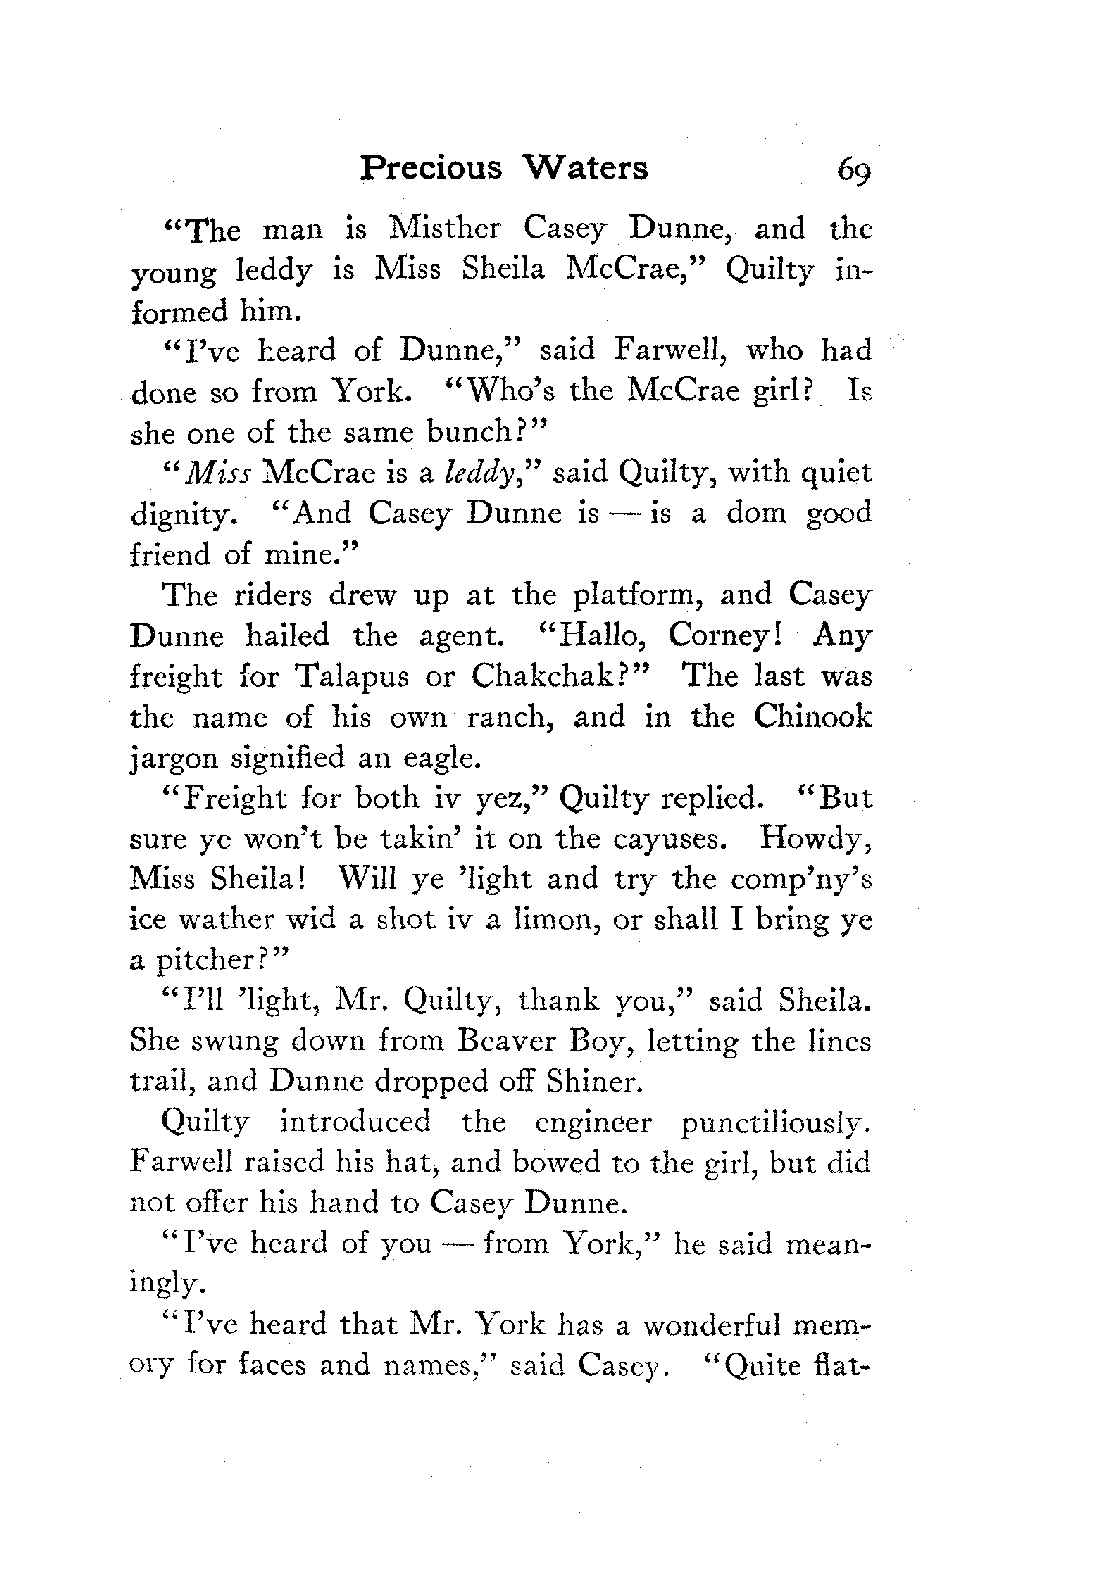 Precious Waters 69
“The man is Misther Casey Dunne, and the
young leddy is Miss Sheila McCrae,” Quilty in-
formed him.
“I’ve heard of Dunne,” said Farwell, who had
done so from York. “Who’s the McCrae girl? Is
she one of the same bunch?”
“Miss McCrae is a leddy,” said Quilty, with quiet
dignity. “And Casey Dunne is — is a dom good
friend of mine.”
The riders drew up at the platform, and Casey
Dunne hailed the agent. “Hallo, Corney! Any
freight for Talapus or Chakchak?” The last was
the name of his own ranch, and in the Chinook
jargon signified an eagle.
“Freight for both iv yez,” Quilty replied. “But
sure ye won’t be takin’ it on the cayuses. Howdy,
Miss Sheila! Will ye ’light and try the comp’ny’s
ice wather wid a shot iv a limon, or shall I bring ye
a pitcher?”
“I’ll ’light, Mr. Quilty, thank you,” said Sheila.
She swung down from Beaver Boy, letting the lines
trail, and Dunne dropped off Shiner.
Quilty introduced the engineer punctiliously.
Farwell raised his hat, and bowed to the girl, but did
not offer his hand to Casey Dunne.
“I’ve heard of you — from York,” he said mean-
ingly.
“I’ve heard that Mr. York has a wonderful mem-
ory for faces and names,” said Casey. “Quite flat-